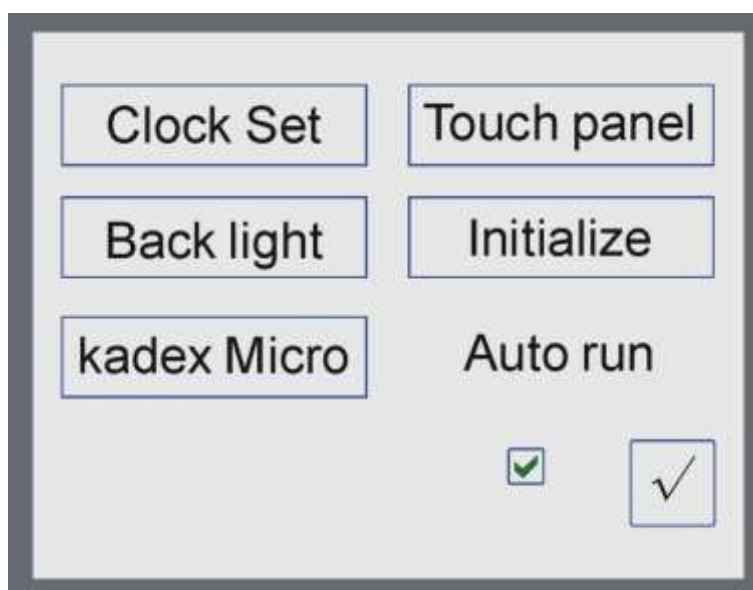 Clock Set
Touch panel
Back light
Initialize
kadex Micro
Auto run
√